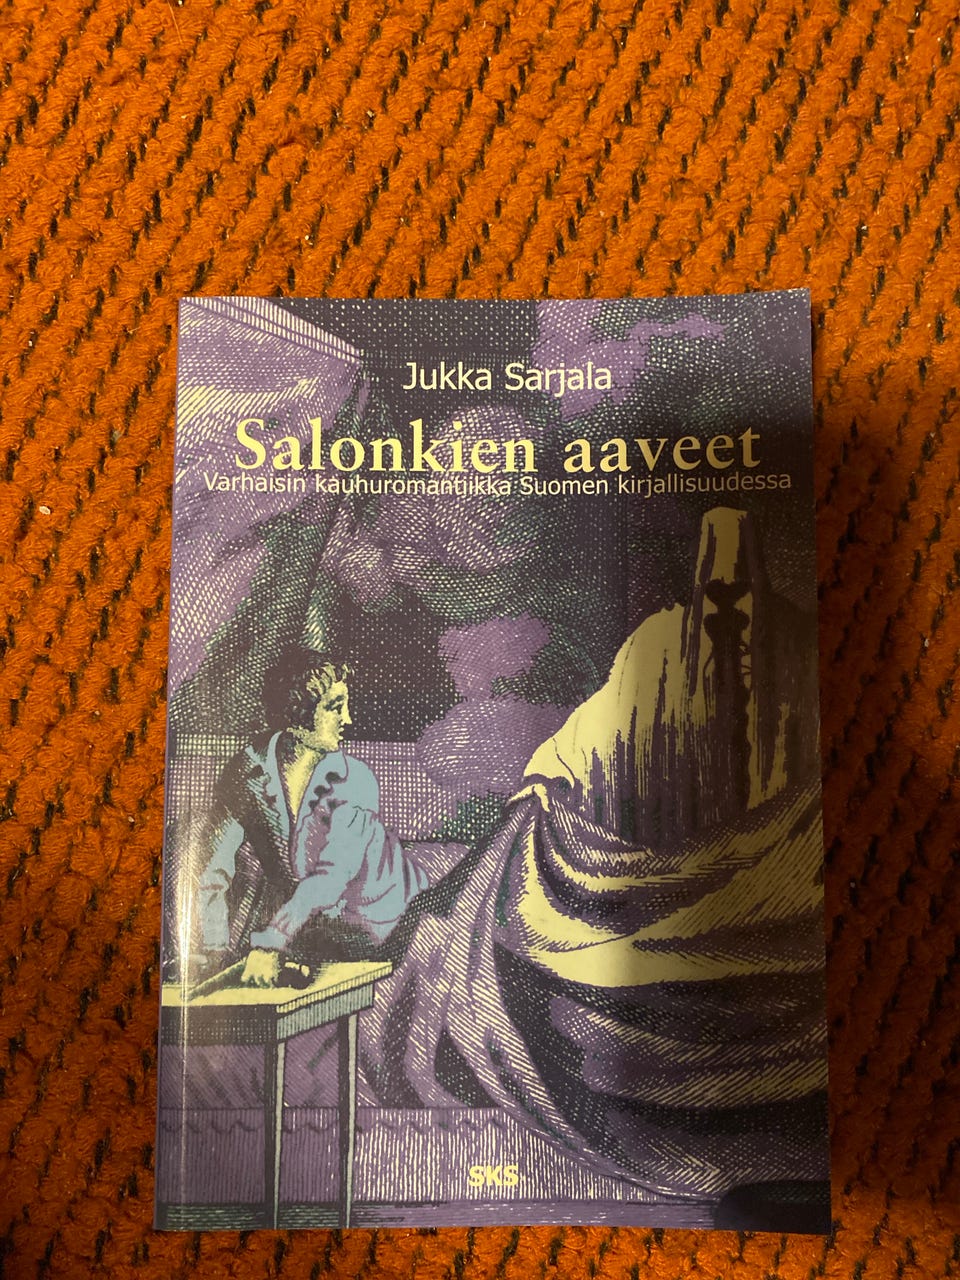 Jukka Sarjala
Salonkien aaveet
Varhaisin kauhuromantiikka Suomen kirjallisuudessa
SKS